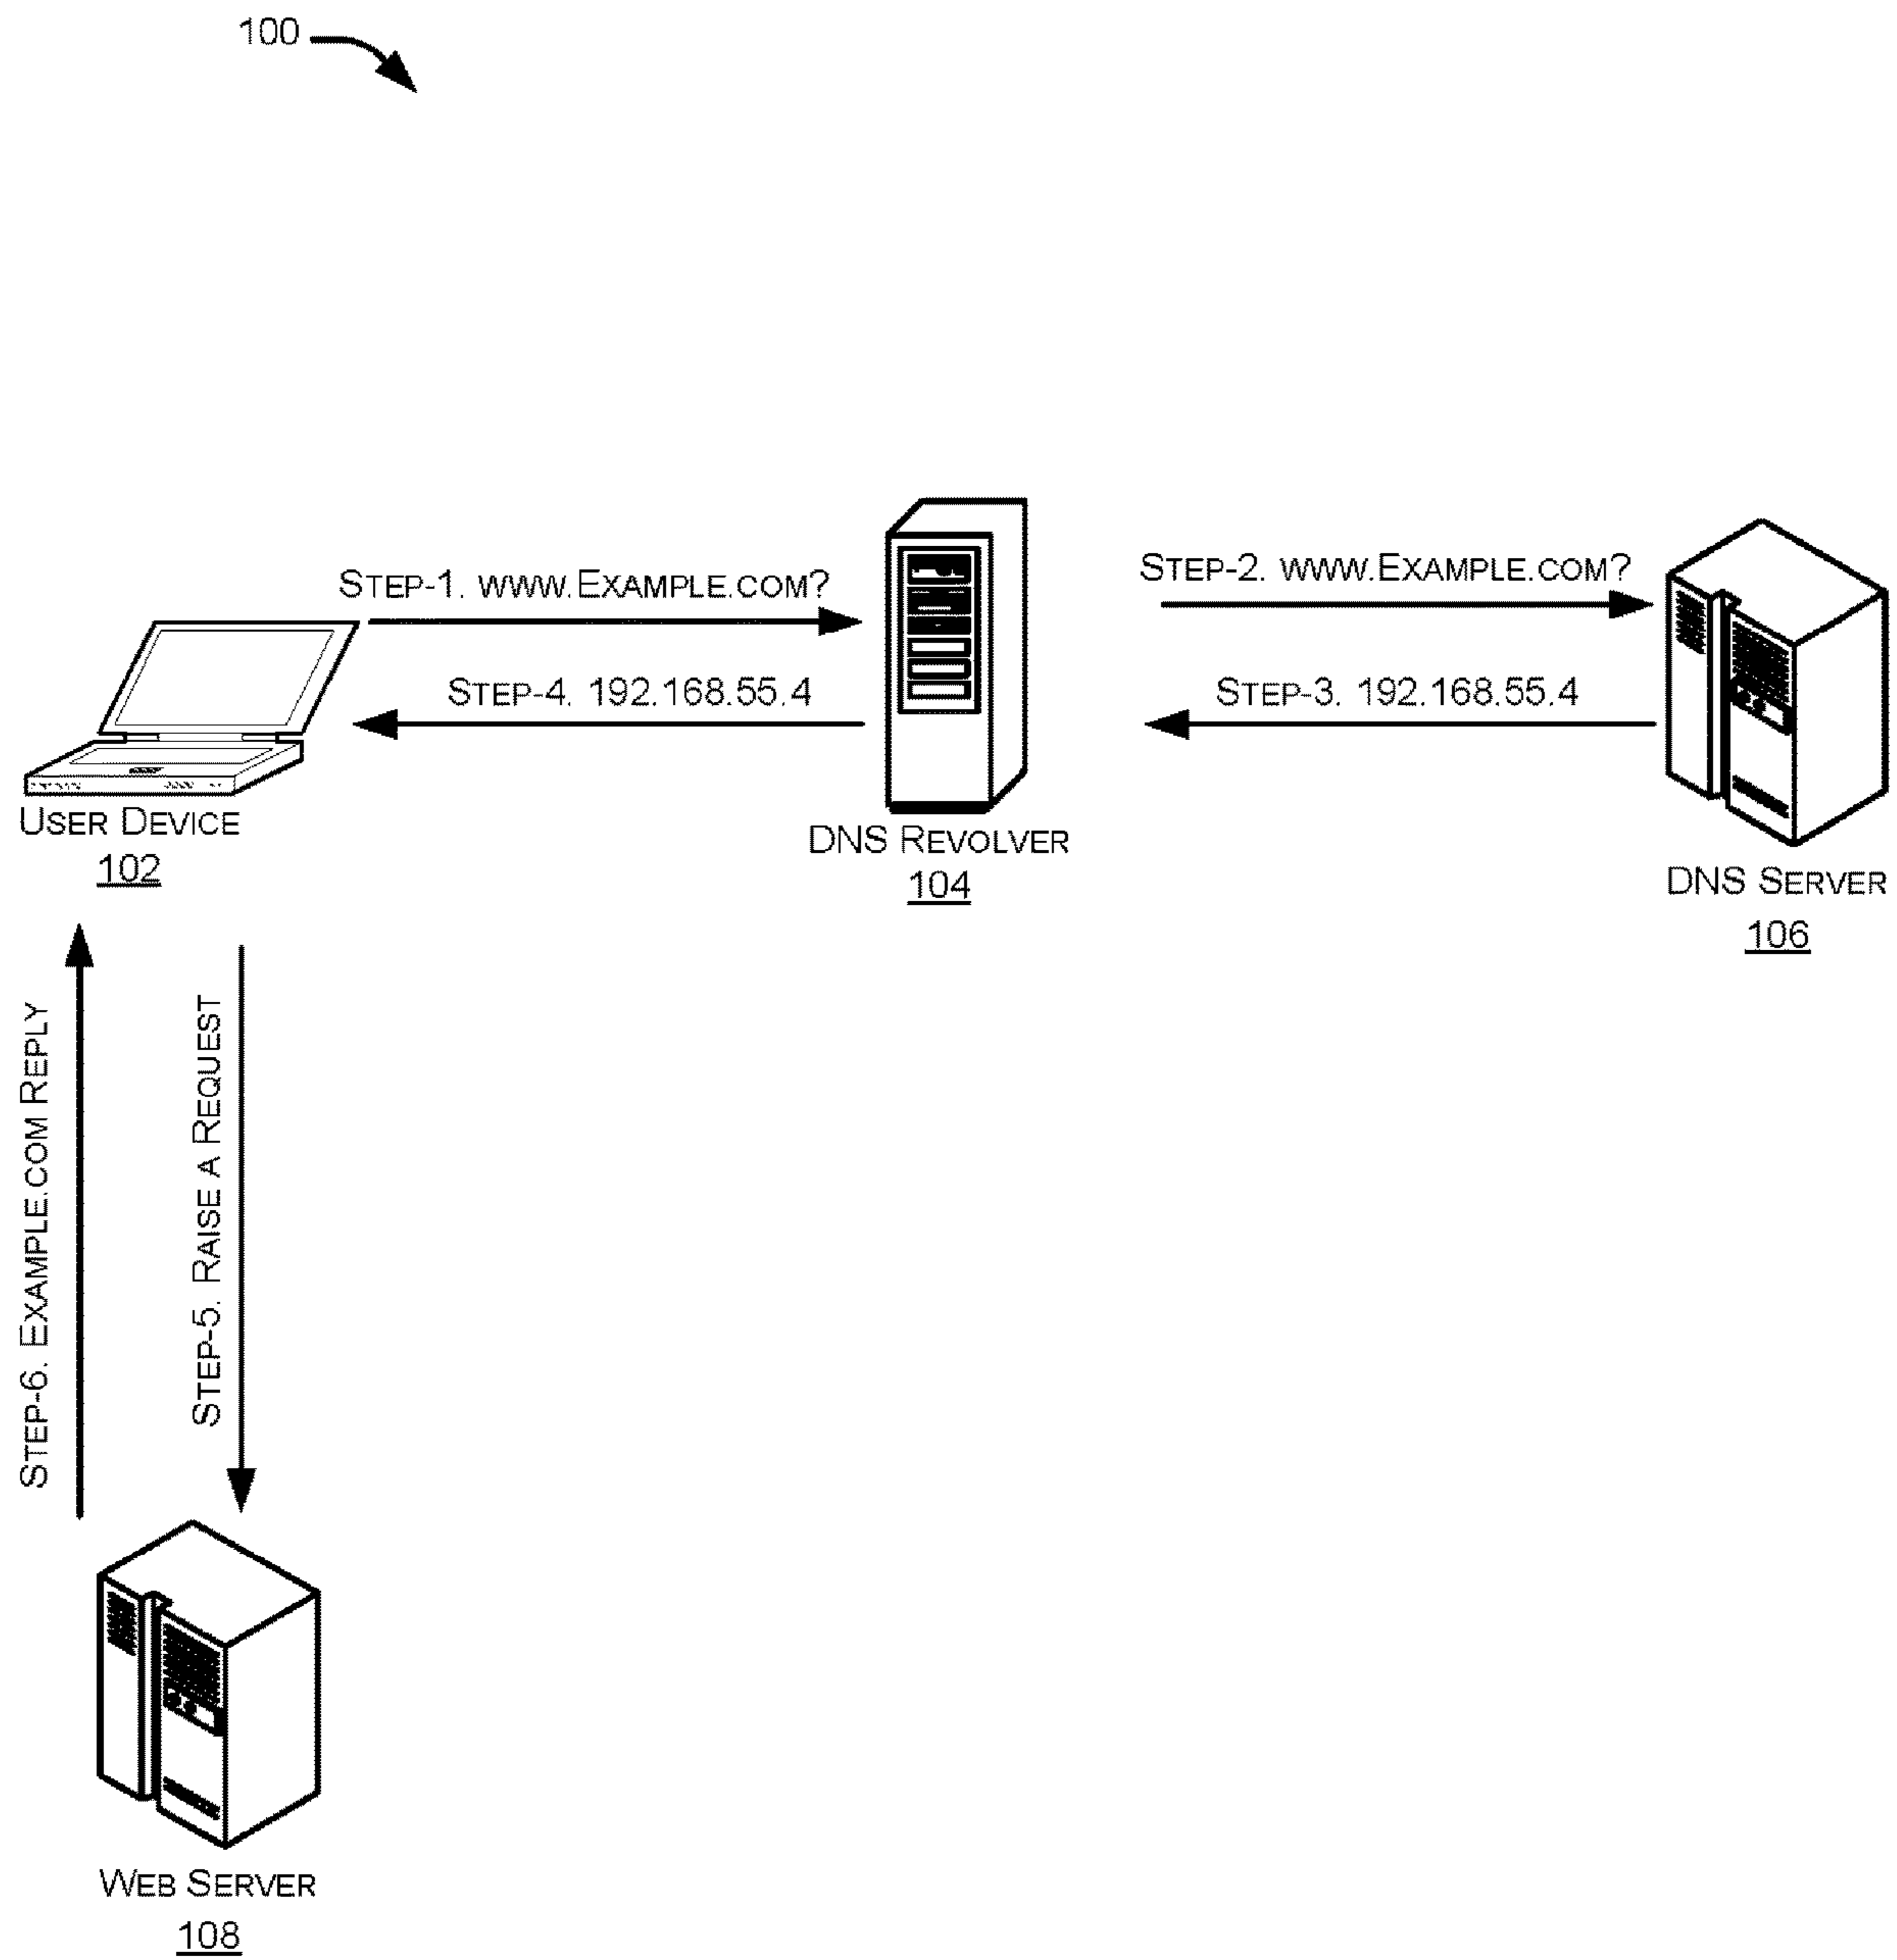 100
STEP-1. WWW.EXAMPLE.COM?
STEP-2. WWW.EXAMPLE.COM?
STEP-4. 192.168.55.4
STEP-3. 192.168.55.4
USER DEVICE
102
DNS REVOLVER
104
DNS SERVER
106
STEP-6. EXAMPLE.COM REPLY
STEP-5. RAISE A REQUEST
WEB SERVER
108